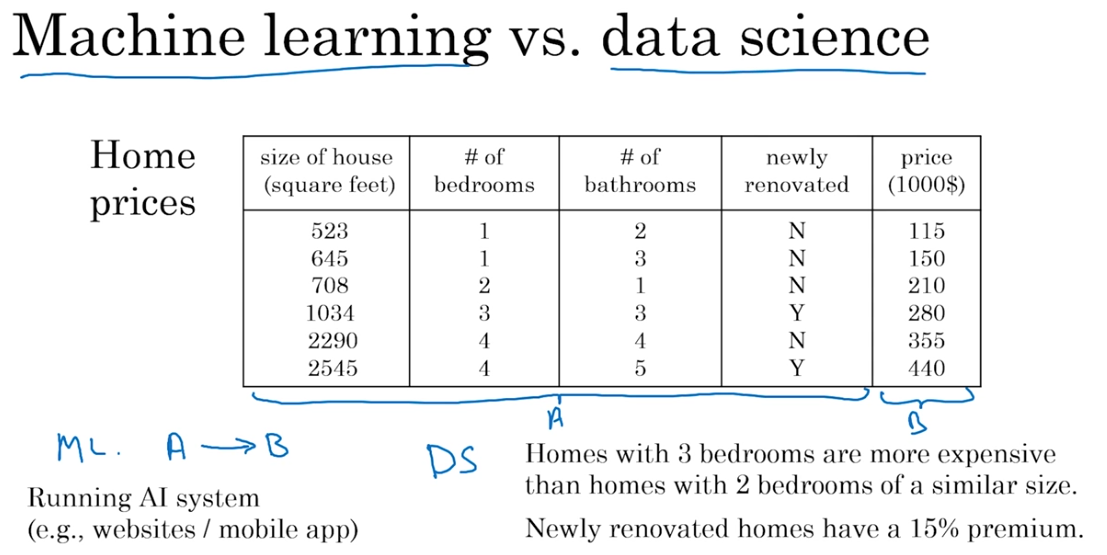 Machine learning vs. data science
Home
prices
size of house # of # of newly price
(square feet) bedrooms bathrooms renovated (1000$)
523 1 2 N 115
645 1 3 N 150
708 2 1 N 210
1034 3 3 Y 280
2290 4 4 N 355
2545 4 5 Y 440
A B
ML. A → B
Running AI system
(e.g., websites / mobile app)
DS
Homes with 3 bedrooms are more expensive
than homes with 2 bedrooms of a similar size.
Newly renovated homes have a 15% premium.